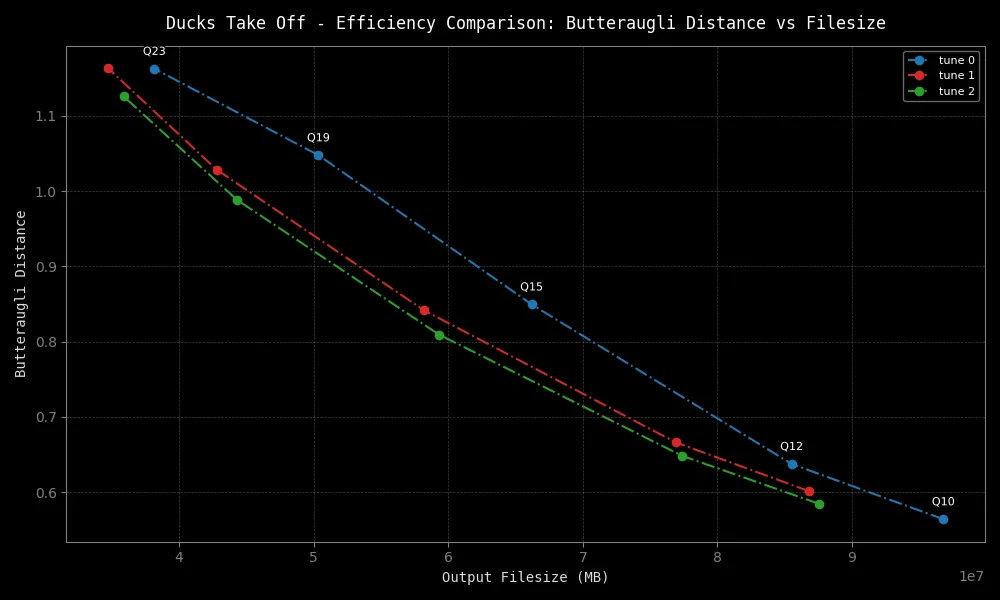 Ducks Take Off - Efficiency Comparison: Butteraugli Distance vs Filesize
Q23
Q19
Q15
Q12
Q10
tune 0
tune 1
tune 2
Butteraugli Distance
1.1
1.0
0.9
0.8
0.7
0.6
4 5 6 7 8 9
1e7
Output Filesize (MB)